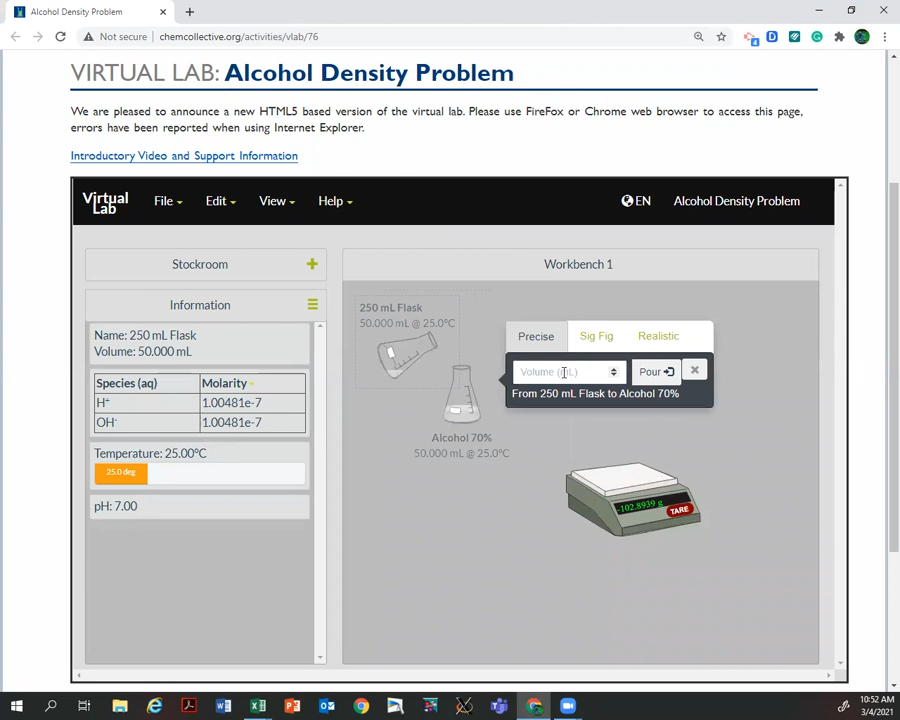 Alcohol Density Problem
Not secure | chemcollective.org/activities/vlab/76
VIRTUAL LAB: Alcohol Density Problem
We are pleased to announce a new HTML5 based version of the virtual lab. Please use FireFox or Chrome web browser to access this page,
errors have been reported when using Internet Explorer.
Introductory Video and Support Information
Virtual Lab
File
Edit
View
Help
EN
Alcohol Density Problem
Stockroom
Workbench 1
Information
Name: 250 mL Flask
Volume: 50.000 mL
Species (aq) Molarity
H+ 1.00481e-7
OH- 1.00481e-7
Temperature: 25.00°C
25.0 deg
pH: 7.00
250 mL Flask
50.000 mL @ 25.0°C
Alcohol 70%
50.000 mL @ 25.0°C
Precise
Sig Fig
Realistic
Volume (mL)
Pour
From 250 mL Flask to Alcohol 70%
-102.8939 g
TARE
10:52 AM
3/4/2021